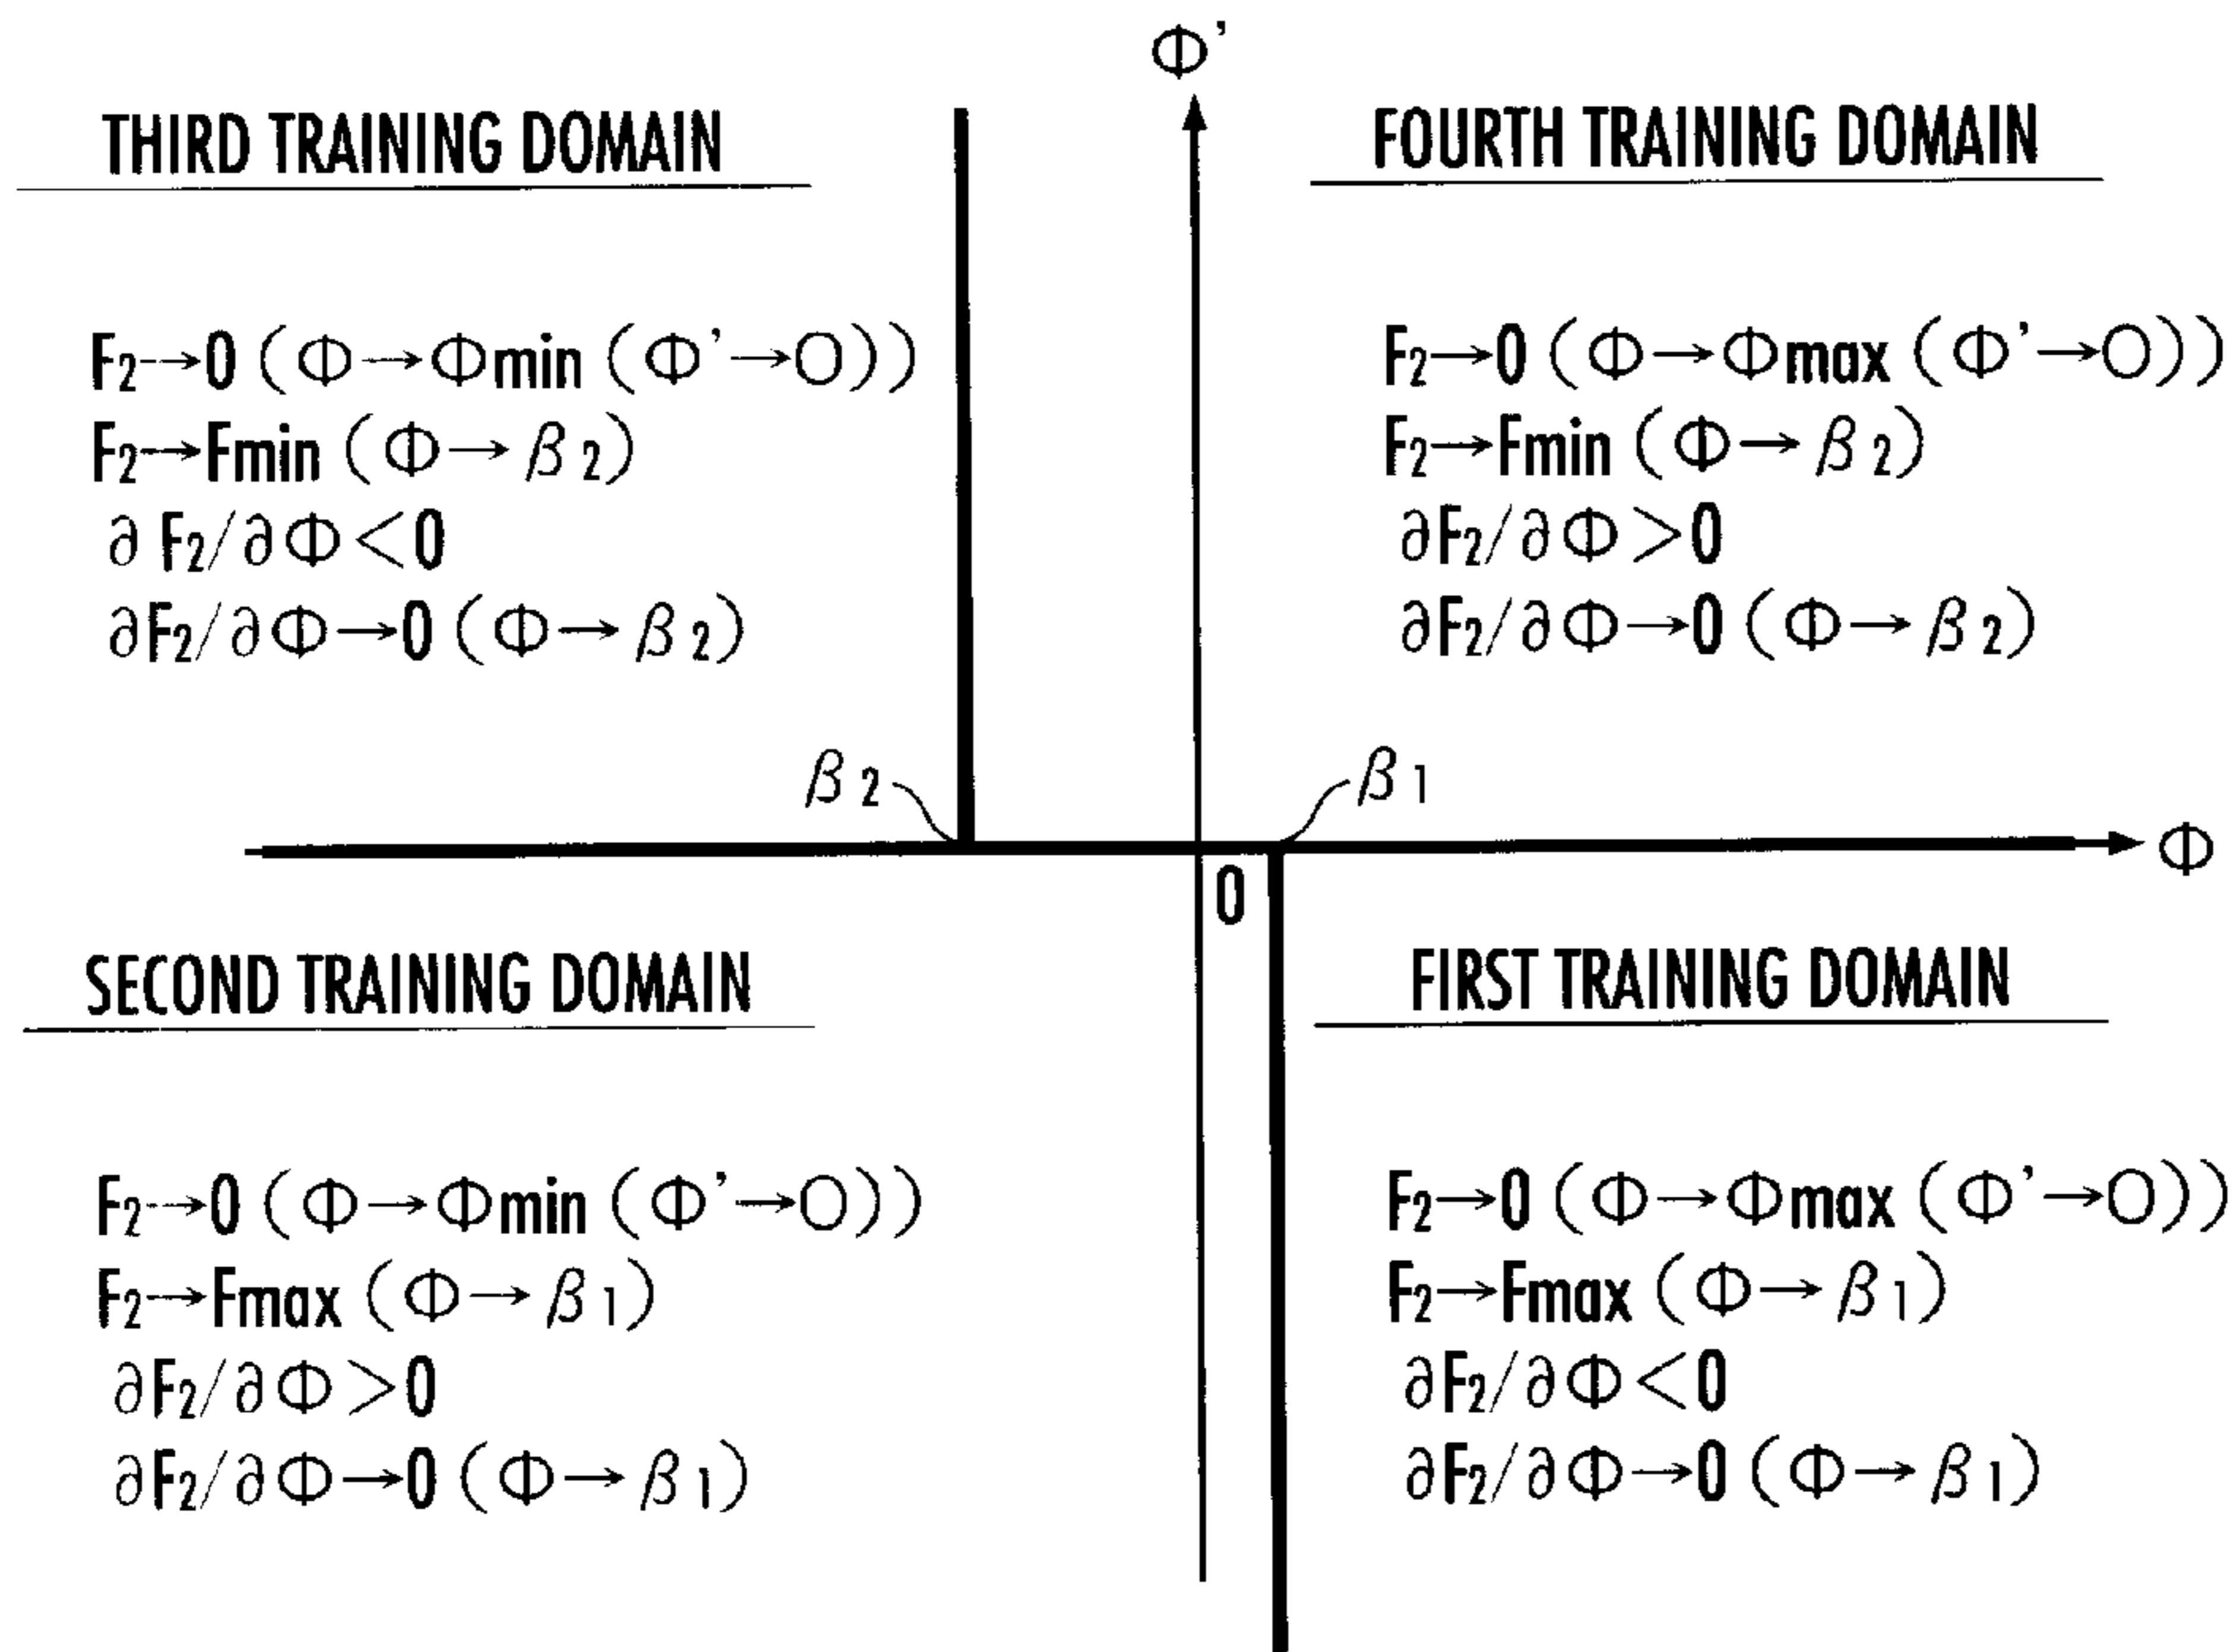 Φ'
THIRD TRAINING DOMAIN
F₂→0 (Φ→Φmin (Φ'→O))
F₂→Fmin (Φ→β₂)
∂F₂/∂Φ<0
∂F₂/∂Φ→0 (Φ→β₂)
FOURTH TRAINING DOMAIN
F₂→0 (Φ→Φmax (Φ'→O))
F₂→Fmin (Φ→β₂)
∂F₂/∂Φ>0
∂F₂/∂Φ→0 (Φ→β₂)
β₂
β₁
Φ
0
SECOND TRAINING DOMAIN
F₂→0 (Φ→Φmin (Φ'→O))
F₂→Fmax (Φ→β₁)
∂F₂/∂Φ>0
∂F₂/∂Φ→0 (Φ→β₁)
FIRST TRAINING DOMAIN
F₂→0 (Φ→Φmax (Φ'→O))
F₂→Fmax (Φ→β₁)
∂F₂/∂Φ<0
∂F₂/∂Φ→0 (Φ→β₁)